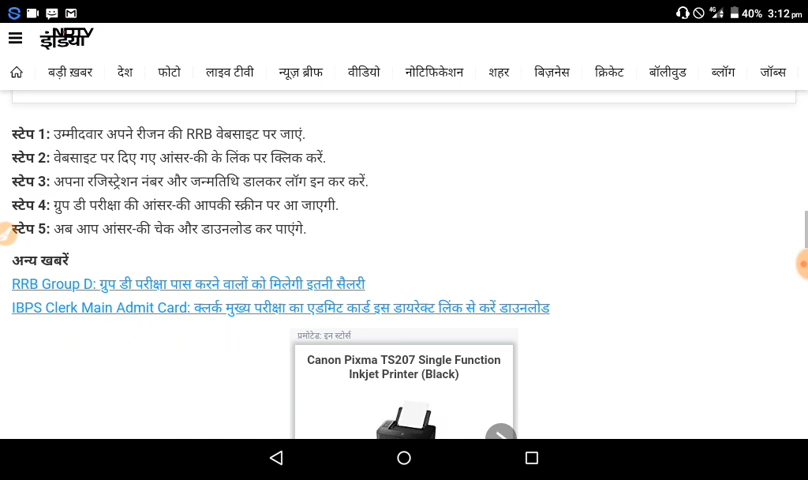 4G 40% 3:12 pm
NDTV
इंडिया
बड़ी ख़बर देश फोटो लाइव टीवी न्यूज़ ब्रीफ वीडियो नोटिफिकेशन शहर बिज़नेस क्रिकेट बॉलीवुड ब्लॉग जॉब्स
स्टेप 1: उम्मीदवार अपने रीजन की RRB वेबसाइट पर जाएं.
स्टेप 2: वेबसाइट पर दिए गए आंसर-की के लिंक पर क्लिक करें.
स्टेप 3: अपना रजिस्ट्रेशन नंबर और जन्मतिथि डालकर लॉग इन कर करें.
स्टेप 4: ग्रुप डी परीक्षा की आंसर-की आपकी स्क्रीन पर आ जाएगी.
स्टेप 5: अब आप आंसर-की चेक और डाउनलोड कर पाएंगे.
अन्य खबरें
RRB Group D: ग्रुप डी परीक्षा पास करने वालों को मिलेगी इतनी सैलरी
IBPS Clerk Main Admit Card: क्लर्क मुख्य परीक्षा का एडमिट कार्ड इस डायरेक्ट लिंक से करें डाउनलोड
प्रमोटेड: इन स्टोर्स
Canon Pixma TS207 Single Function
Inkjet Printer (Black)